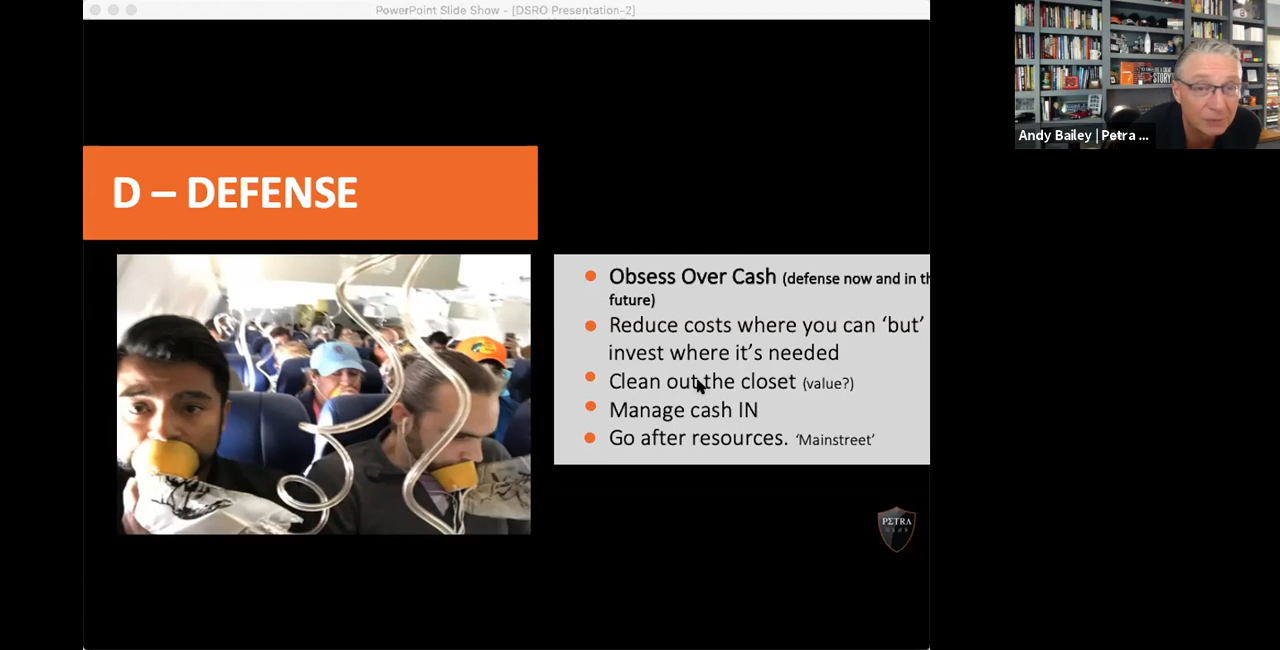 PowerPoint Slide Show - [DSRO Presentation-2]
D – DEFENSE
Obsess Over Cash (defense now and in th
future)
Reduce costs where you can ‘but’
invest where it’s needed
Clean out the closet (value?)
Manage cash IN
Go after resources. ‘Mainstreet’
PETRA
STORY
Andy Bailey | Petra ...